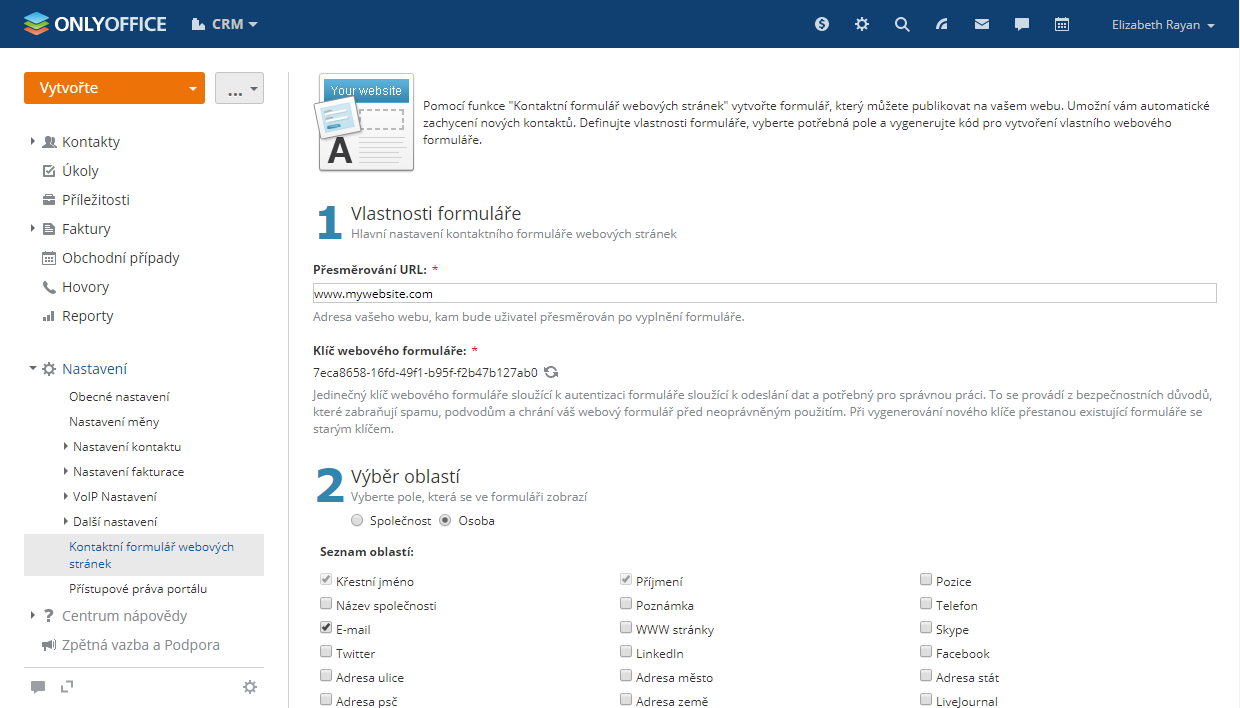 ONLYOFFICE CRM Elizabeth Rayan
Vytvořte ...
Kontakty
Úkoly
Příležitosti
Faktury
Obchodní případy
Hovory
Reporty
Nastavení
Obecné nastavení
Nastavení měny
Nastavení kontaktu
Nastavení fakturace
VoIP Nastavení
Další nastavení
Kontaktní formulář webových
stránek
Přístupové práva portálu
Centrum nápovědy
Zpětná vazba a Podpora
Your website
A
Pomocí funkce "Kontaktní formulář webových stránek" vytvořte formulář, který můžete publikovat na vašem webu. Umožní vám automatické
zachycení nových kontaktů. Definujte vlastnosti formuláře, vyberte potřebná pole a vygenerujte kód pro vytvoření vlastního webového
formuláře.
1 Vlastnosti formuláře
Hlavní nastavení kontaktního formuláře webových stránek
Přesměrování URL: *
www.mywebsite.com
Adresa vašeho webu, kam bude uživatel přesměrován po vyplnění formuláře.
Klíč webového formuláře: *
7eca8658-16fd-49f1-b95f-f2b47b127ab0
Jedinečný klíč webového formuláře sloužící k autentizaci formuláře sloužící k odeslání dat a potřebný pro správnou práci. To se provádí z bezpečnostních důvodů,
které zabraňují spamu, podvodům a chrání váš webový formulář před neoprávněným použitím. Při vygenerování nového klíče přestanou existující formuláře se
starým klíčem.
2 Výběr oblastí
Vyberte pole, která se ve formuláři zobrazí
Společnost Osoba
Seznam oblastí:
Křestní jméno Příjmení Pozice
Název společnosti Poznámka Telefon
E-mail WWW stránky Skype
Twitter LinkedIn Facebook
Adresa ulice Adresa město Adresa stát
Adresa psč Adresa země LiveJournal